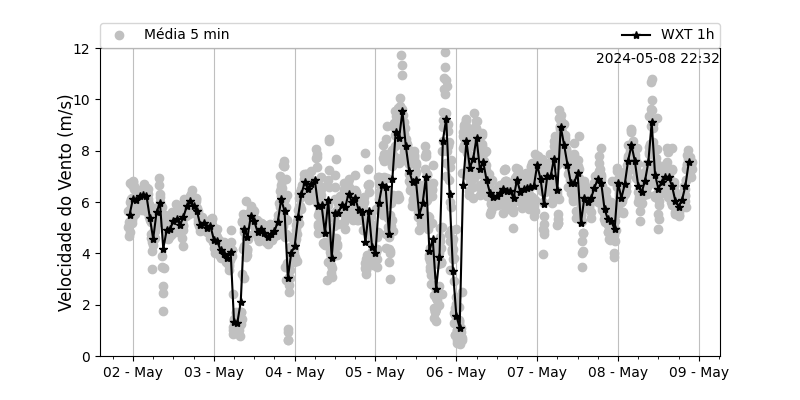 Média 5 min WXT 1h
2024-05-08 22:32
Velocidade do Vento (m/s)
12
10
8
6
4
2
0
02 - May 03 - May 04 - May 05 - May 06 - May 07 - May 08 - May 09 - May